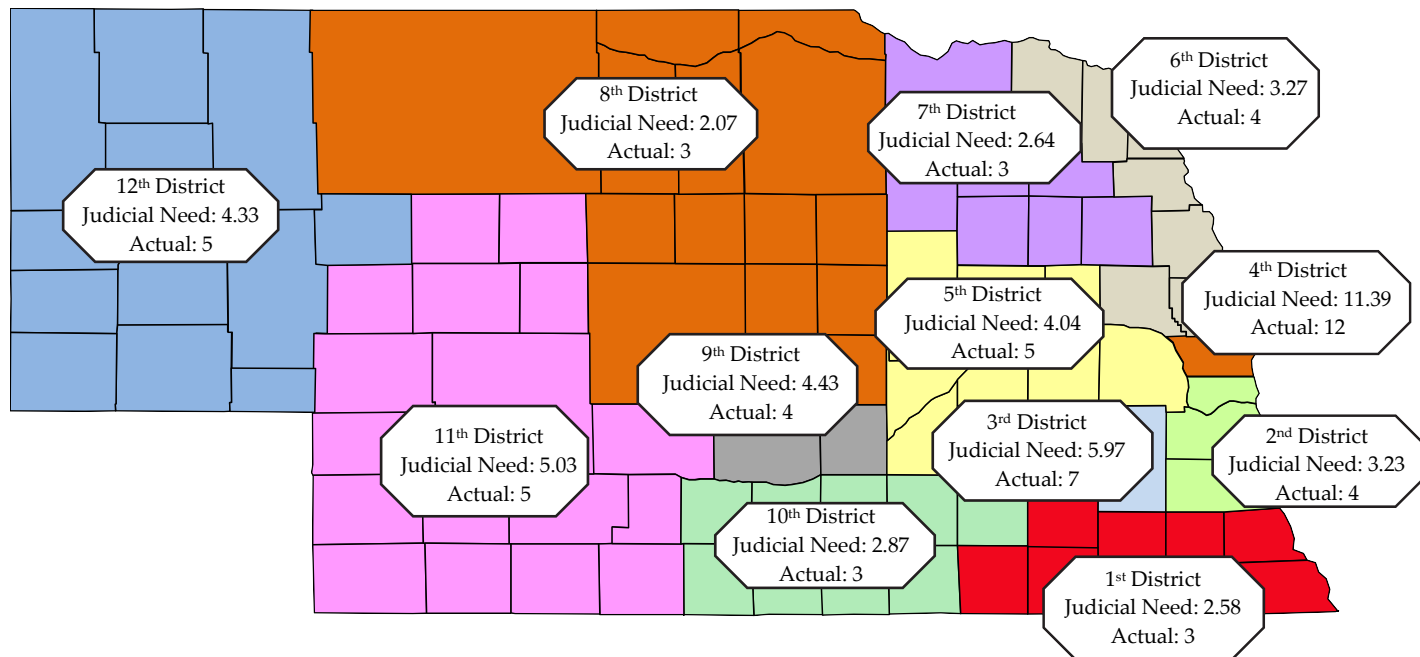 6th District
Judicial Need: 3.27
Actual: 4
8th District
Judicial Need: 2.07
Actual: 3
7th District
Judicial Need: 2.64
Actual: 3
12th District
Judicial Need: 4.33
Actual: 5
4th District
Judicial Need: 11.39
Actual: 12
5th District
Judicial Need: 4.04
Actual: 5
9th District
Judicial Need: 4.43
Actual: 4
11th District
Judicial Need: 5.03
Actual: 5
3rd District
Judicial Need: 5.97
Actual: 7
2nd District
Judicial Need: 3.23
Actual: 4
10th District
Judicial Need: 2.87
Actual: 3
1st District
Judicial Need: 2.58
Actual: 3